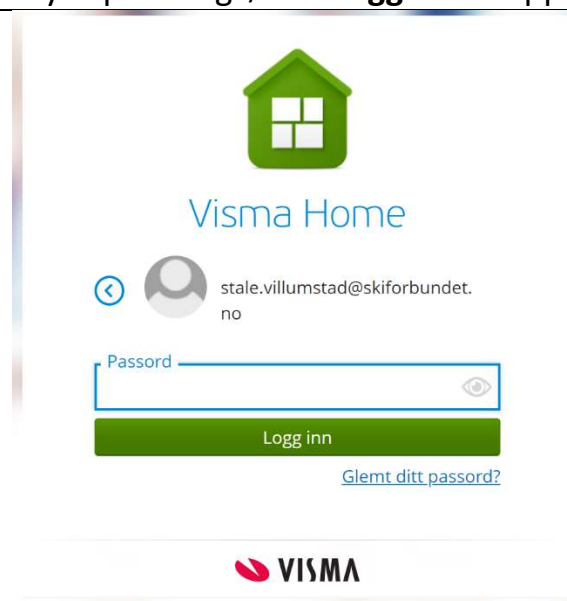 Visma Home
stale.villumstad@skiforbundet.
no
Passord
Logg inn
Glemt ditt passord?
VISMA